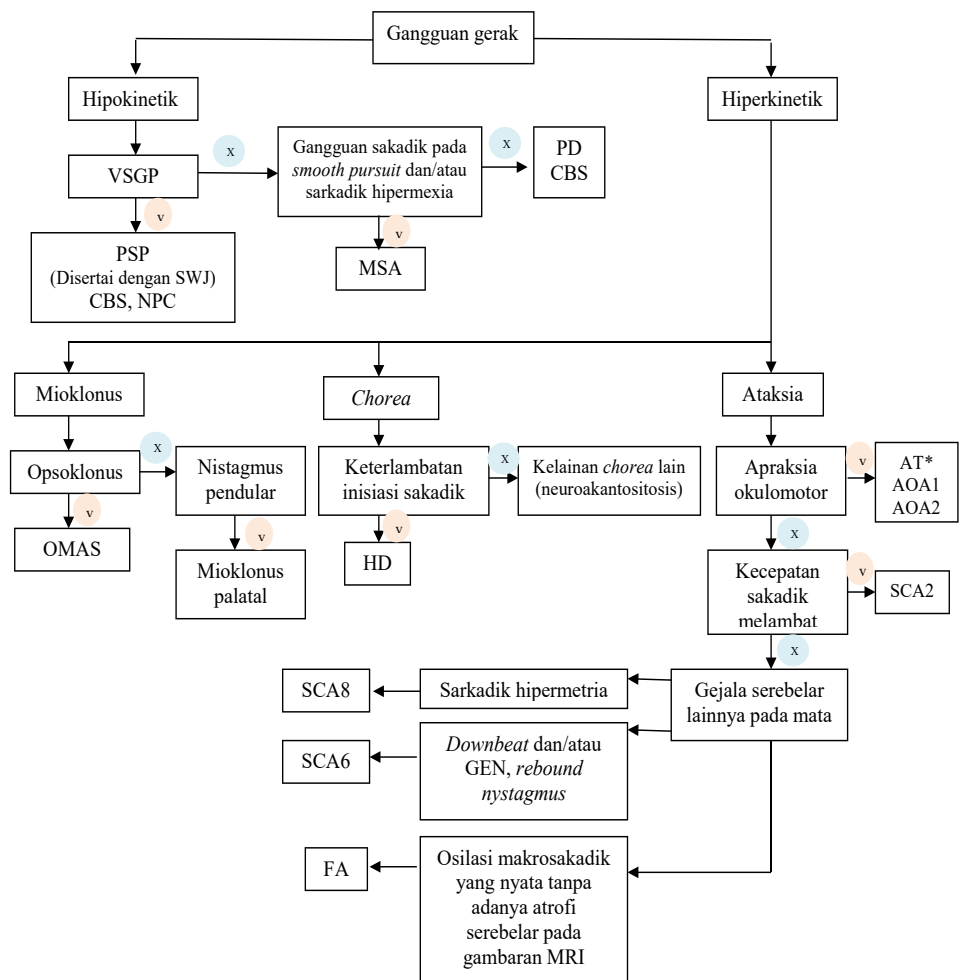 Gangguan gerak
Hipokinetik
Hiperkinetik
VSGP
x
Gangguan sakadik pada
smooth pursuit dan/atau
sarkadik hipermexia
x
PD
CBS
v
v
PSP
(Disertai dengan SWJ)
CBS, NPC
MSA
Mioklonus
Chorea
Ataksia
Opsoklonus
x
Nistagmus
pendular
Keterlambatan
inisiasi sakadik
x
Kelainan chorea lain
(neuroakantositosis)
Apraksia
okulomotor
v
AT*
AOA1
AOA2
v
OMAS
v
Mioklonus
palatal
v
HD
x
Kecepatan
sakadik
melambat
v
SCA2
x
Gejala serebelar
lainnya pada mata
Sarkadik hipermetria
SCA8
Downbeat dan/atau
GEN, rebound
nystagmus
SCA6
Osilasi makrosakadik
yang nyata tanpa
adanya atrofi
serebelar pada
gambaran MRI
FA